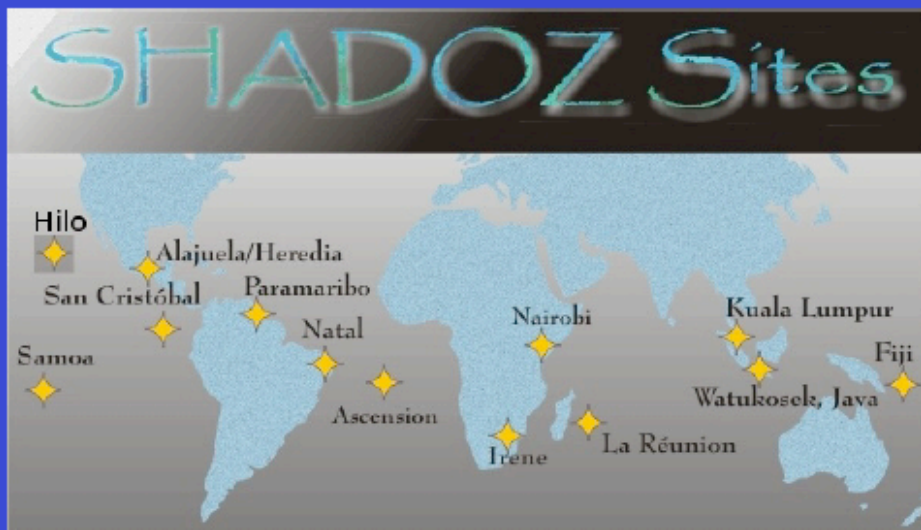 SHADOZ Sites
Hilo
Alajuela/Heredia
San Cristóbal
Paramaribo
Natal
Nairobi
Kuala Lumpur
Samoa
Fiji
Ascension
Watukosek, Java
Irene
La Réunion